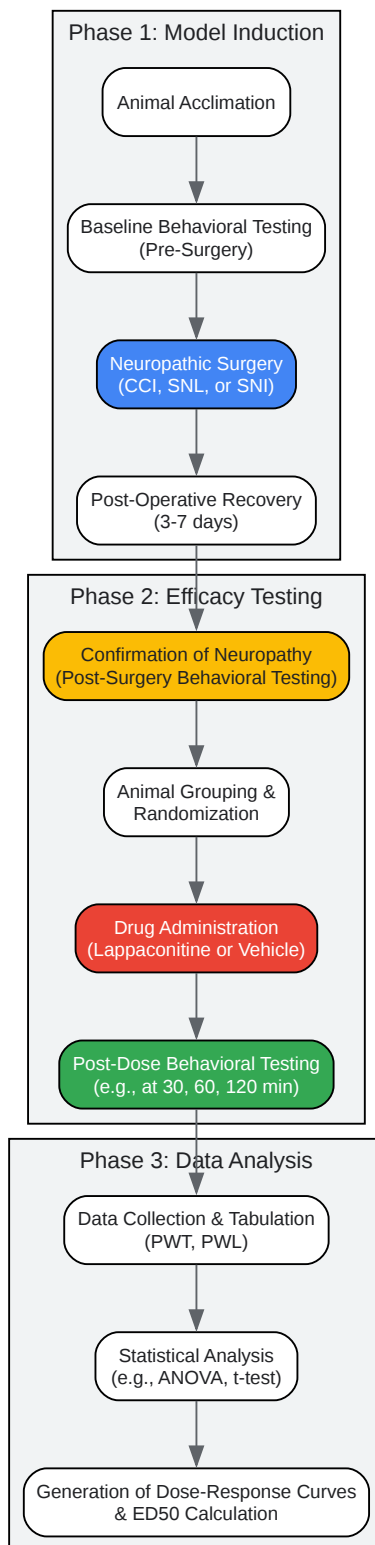 Phase 1: Model Induction
Animal Acclimation
Baseline Behavioral Testing
(Pre-Surgery)
Neuropathic Surgery
(CCI, SNL, or SNI)
Post-Operative Recovery
(3-7 days)
Phase 2: Efficacy Testing
Confirmation of Neuropathy
(Post-Surgery Behavioral Testing)
Animal Grouping &
Randomization
Drug Administration
(Lappaconitine or Vehicle)
Post-Dose Behavioral Testing
(e.g., at 30, 60, 120 min)
Phase 3: Data Analysis
Data Collection & Tabulation
(PWT, PWL)
Statistical Analysis
(e.g., ANOVA, t-test)
Generation of Dose-Response Curves
& ED50 Calculation